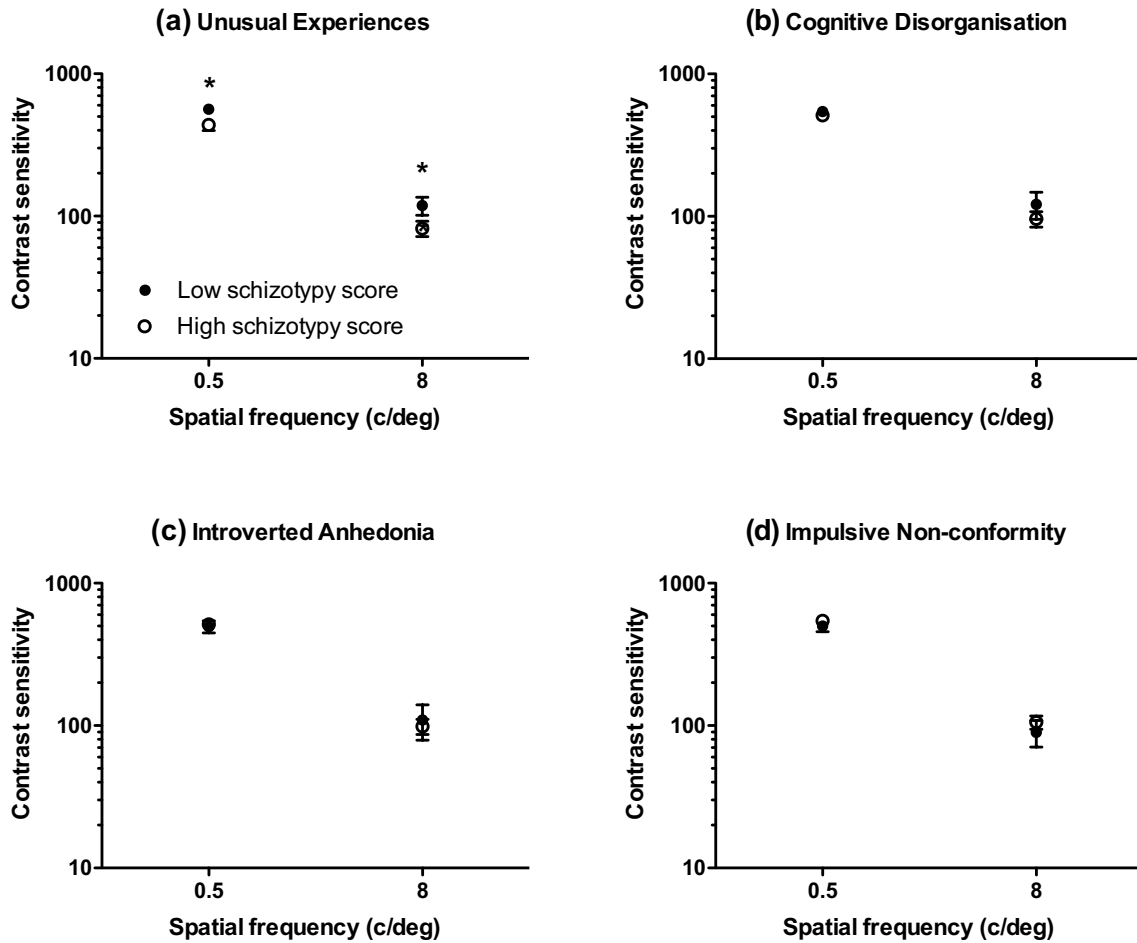 (a) Unusual Experiences
1000
100
10
Contrast sensitivity
*
*
Low schizotypy score
High schizotypy score
0.5
8
Spatial frequency (c/deg)
(b) Cognitive Disorganisation
1000
100
10
Contrast sensitivity
0.5
8
Spatial frequency (c/deg)
(c) Introverted Anhedonia
1000
100
10
Contrast sensitivity
0.5
8
Spatial frequency (c/deg)
(d) Impulsive Non-conformity
1000
100
10
Contrast sensitivity
0.5
8
Spatial frequency (c/deg)